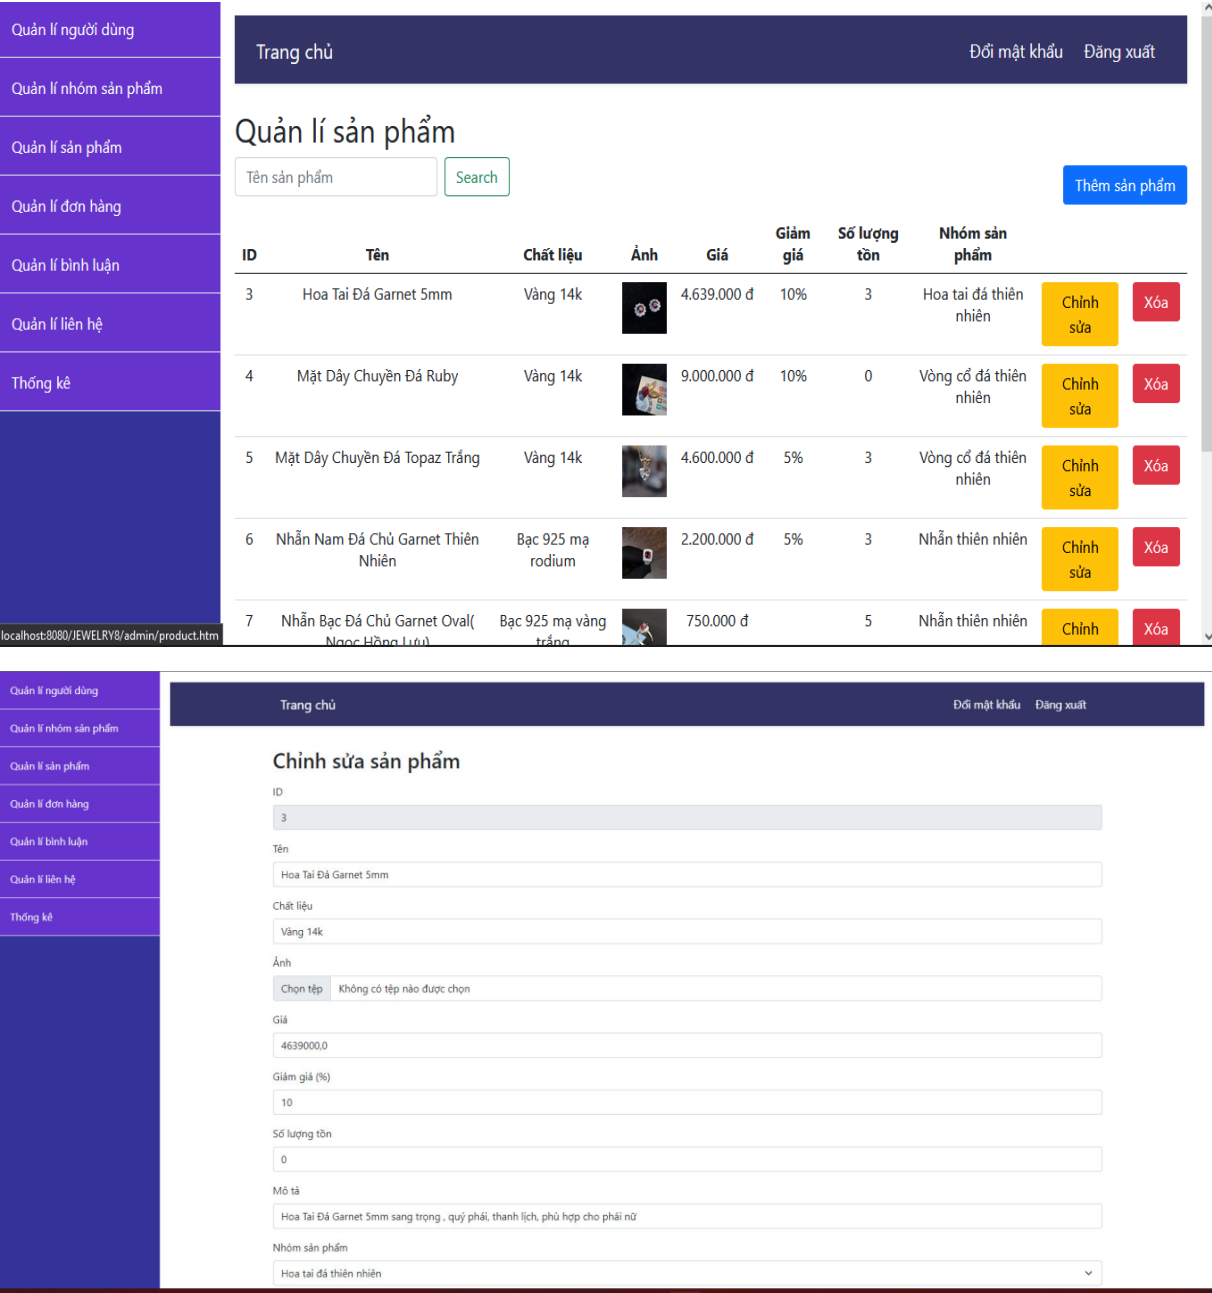 Quản lí người dùng
Quản lí nhóm sản phẩm
Quản lí sản phẩm
Quản lí đơn hàng
Quản lí bình luận
Quản lí liên hệ
Thống kê
localhost:8080/JEWELRY8/admin/product.htm
Trang chủ Đổi mật khẩu Đăng xuất
Quản lí sản phẩm
Tên sản phẩm Search
Thêm sản phẩm
ID Tên Chất liệu Ảnh Giá Giảm giá Số lượng tồn Nhóm sản phẩm
3 Hoa Tai Đá Garnet 5mm Vàng 14k 4.639.000 đ 10% 3 Hoa tai đá thiên nhiên Chỉnh sửa Xóa
4 Mặt Dây Chuyền Đá Ruby Vàng 14k 9.000.000 đ 10% 0 Vòng cổ đá thiên nhiên Chỉnh sửa Xóa
5 Mặt Dây Chuyền Đá Topaz Trắng Vàng 14k 4.600.000 đ 5% 3 Vòng cổ đá thiên nhiên Chỉnh sửa Xóa
6 Nhẫn Nam Đá Chủ Garnet Thiên Nhiên Bạc 925 mạ rodium 2.200.000 đ 5% 3 Nhẫn thiên nhiên Chỉnh sửa Xóa
7 Nhẫn Bạc Đá Chủ Garnet Oval( Ngọc Hồng Lựu) Bạc 925 mạ vàng trắng 750.000 đ 5 Nhẫn thiên nhiên Chỉnh Xóa
Quản lí người dùng
Quản lí nhóm sản phẩm
Quản lí sản phẩm
Quản lí đơn hàng
Quản lí bình luận
Quản lí liên hệ
Thống kê
Trang chủ Đổi mật khẩu Đăng xuất
Chỉnh sửa sản phẩm
ID
3
Tên
Hoa Tai Đá Garnet 5mm
Chất liệu
Vàng 14k
Ảnh
Chọn tệp Không có tệp nào được chọn
Giá
4639000,0
Giảm giá (%)
10
Số lượng tồn
0
Mô tả
Hoa Tai Đá Garnet 5mm sang trọng , quý phái, thanh lịch, phù hợp cho phái nữ
Nhóm sản phẩm
Hoa tai đá thiên nhiên